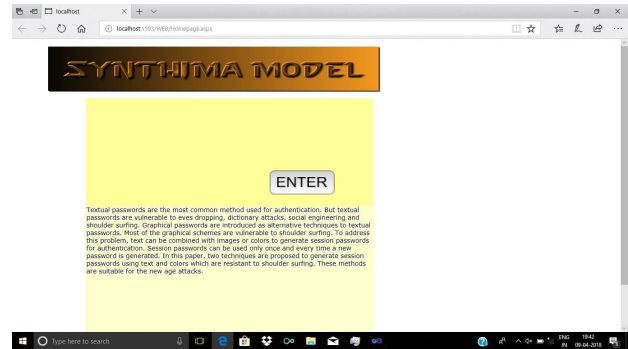 localhost
localhost:1593/WEB/Homepage.aspx
SYNTHIMA MODEL
ENTER
Textual passwords are the most common method used for authentication. But textual
passwords are vulnerable to eves dropping, dictionary attacks, social engineering and
shoulder surfing. Graphical passwords are introduced as alternative techniques to textual
passwords. Most of the graphical schemes are vulnerable to shoulder surfing. To address
this problem, text can be combined with images or colors to generate session passwords
for authentication. Session passwords can be used only once and every time a new
password is generated. In this paper, two techniques are proposed to generate session
passwords using text and colors which are resistant to shoulder surfing. These methods
are suitable for the new age attacks.
Type here to search
ENG 19:42
IN 09-04-2018